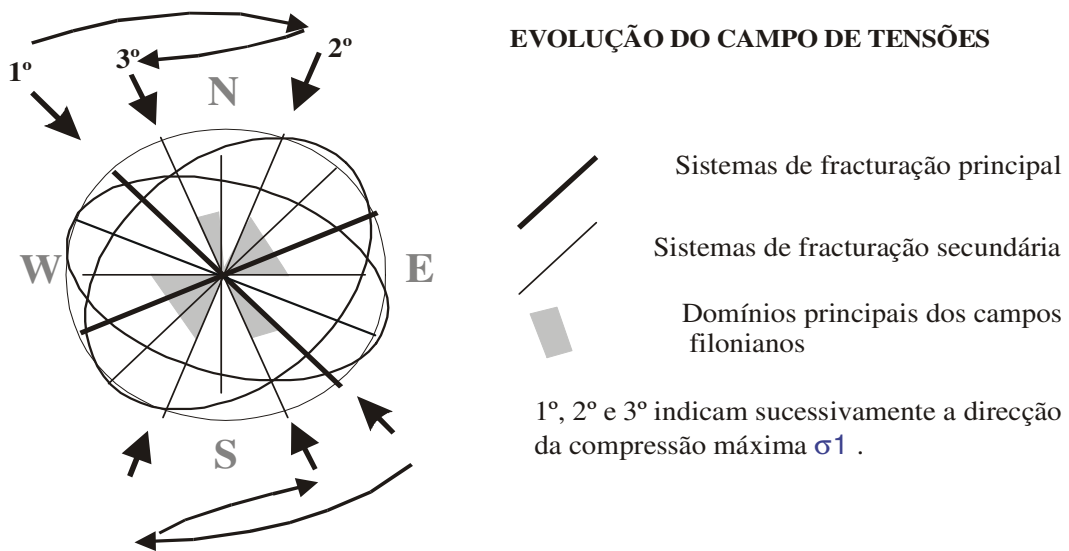 EVOLUÇÃO DO CAMPO DE TENSÕES
1º
3º
2º
N
W
E
S
Sistemas de fracturação principal
Sistemas de fracturação secundária
Domínios principais dos campos
filonianos
1º, 2º e 3º indicam sucessivamente a direcção
da compressão máxima σ1 .